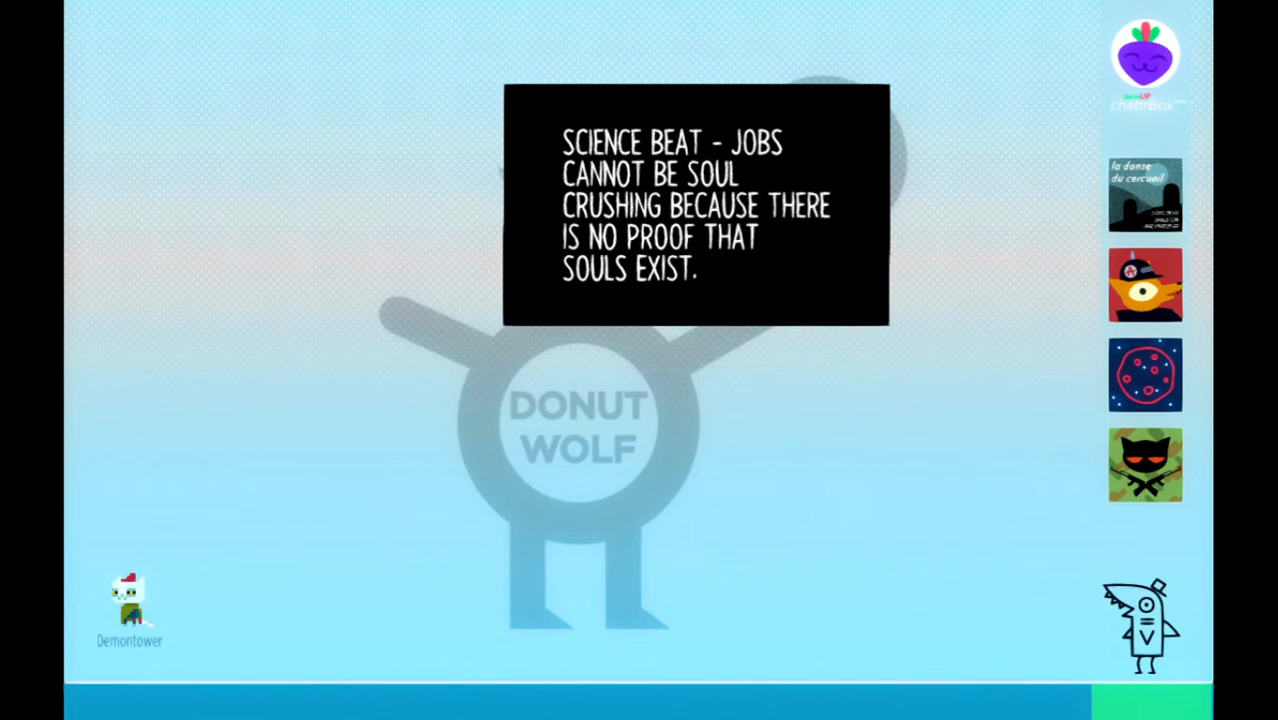 SCIENCE BEAT - JOBS
CANNOT BE SOUL
CRUSHING BECAUSE THERE
IS NO PROOF THAT
SOULS EXIST.
DONUT
WOLF
chattrBox
la danse
du cercueil
Demontower